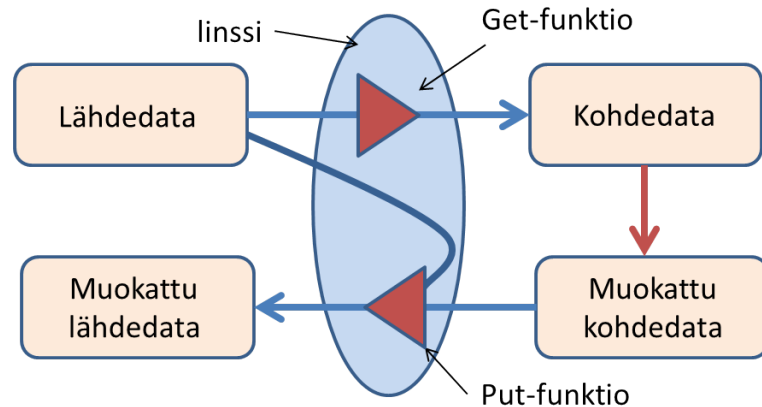 linssi
Get-funktio
Lähdedata
Kohdedata
Muokattu
lähdedata
Muokattu
kohdedata
Put-funktio